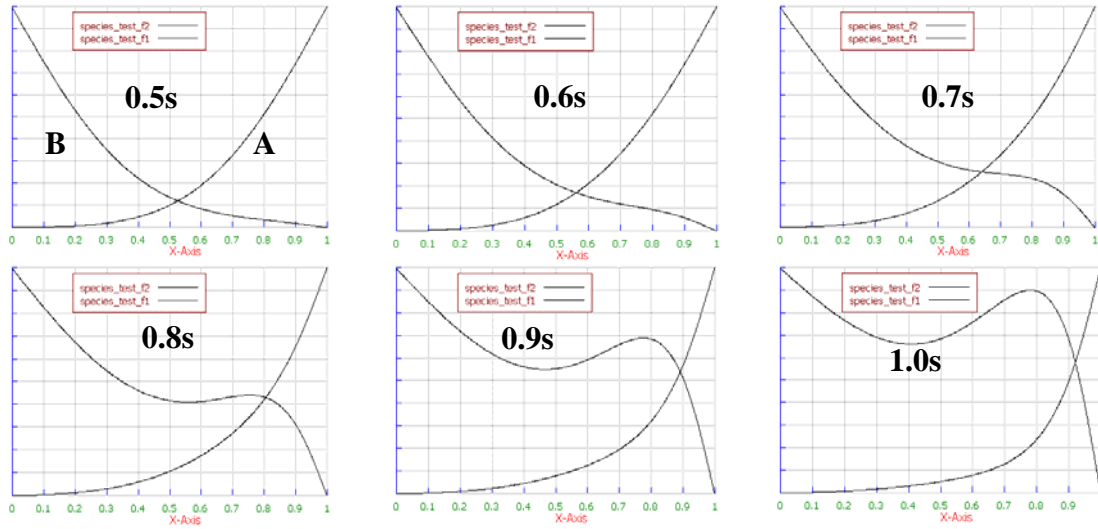 species_test_f2
species_test_f1
0.5s
B
A
0 0.1 0.2 0.3 0.4 0.5 0.6 0.7 0.8 0.9 1
X-Axis
species_test_f2
species_test_f1
0.6s
0 0.1 0.2 0.3 0.4 0.5 0.6 0.7 0.8 0.9 1
X-Axis
species_test_f2
species_test_f1
0.7s
0 0.1 0.2 0.3 0.4 0.5 0.6 0.7 0.8 0.9 1
X-Axis
species_test_f2
species_test_f1
0.8s
0 0.1 0.2 0.3 0.4 0.5 0.6 0.7 0.8 0.9 1
X-Axis
species_test_f2
species_test_f1
0.9s
0 0.1 0.2 0.3 0.4 0.5 0.6 0.7 0.8 0.9 1
X-Axis
species_test_f2
species_test_f1
1.0s
0 0.1 0.2 0.3 0.4 0.5 0.6 0.7 0.8 0.9
X-Axis